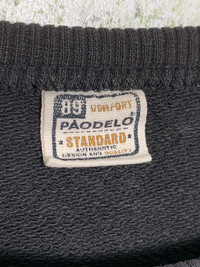 89 COMFORT
PAODELO
STANDARD
AUTHENTIC
DESIGN AND QUALITY